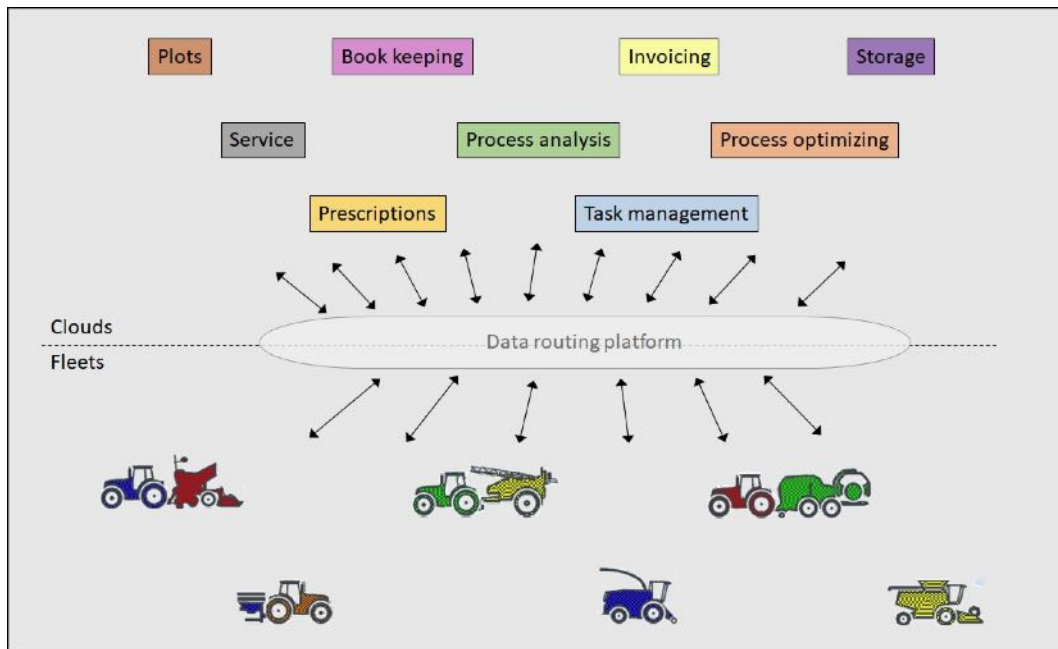 Plots
Book keeping
Invoicing
Storage
Service
Process analysis
Process optimizing
Prescriptions
Task management
Clouds
Data routing platform
Fleets